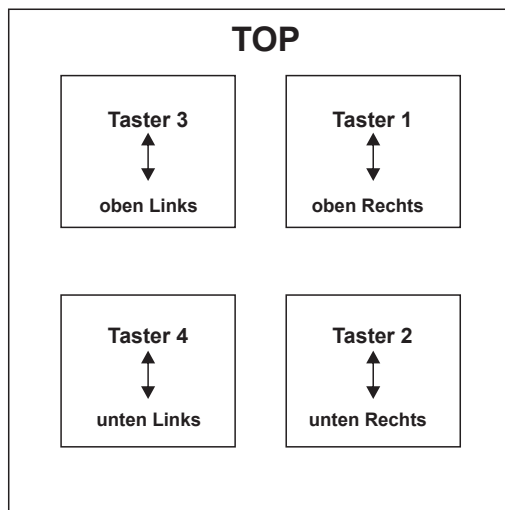 TOP
Taster 3
oben Links
Taster 1
oben Rechts
Taster 4
unten Links
Taster 2
unten Rechts